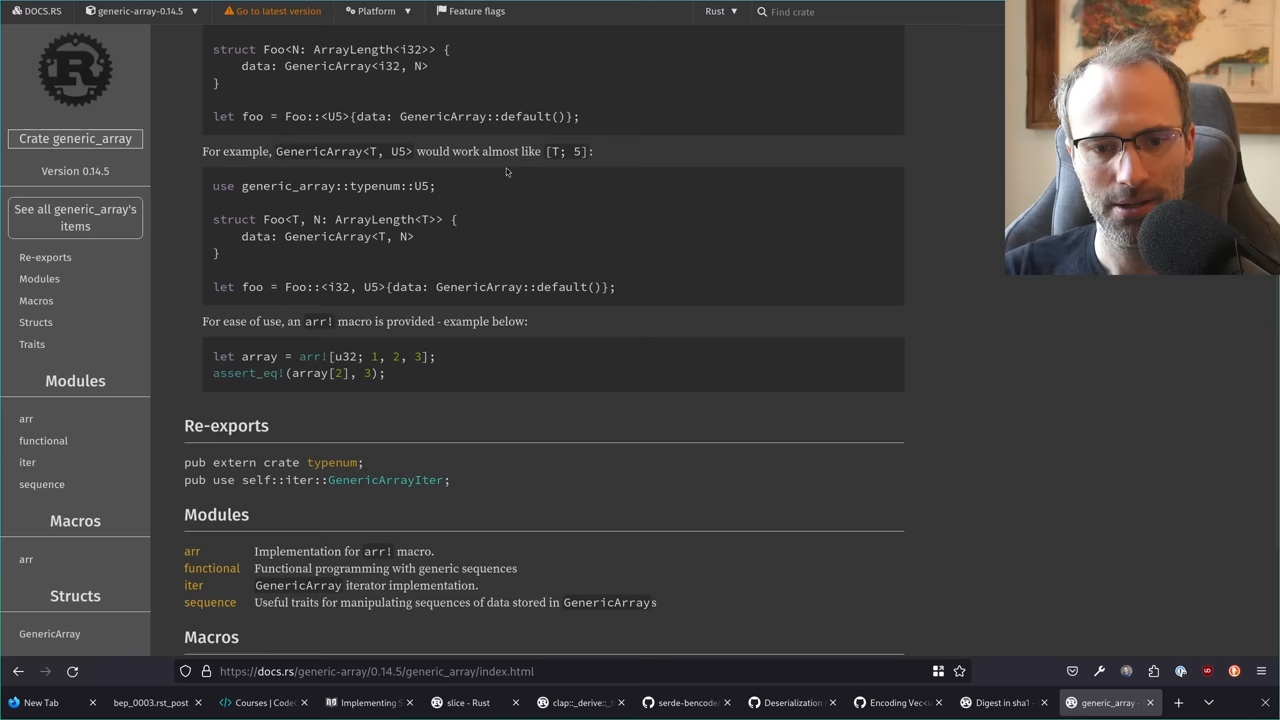 DOCS.RS
generic-array-0.14.5
Go to latest version
Platform
Feature flags
Rust
Find crate
Crate generic_array
Version 0.14.5
See all generic_array's
items
Re-exports
Modules
Macros
Structs
Traits
Modules
arr
functional
iter
sequence
Macros
arr
Structs
GenericArray
struct Foo<N: ArrayLength<i32>> {
data: GenericArray<i32, N>
}
let foo = Foo::<U5>{data: GenericArray::default()};
For example, GenericArray<T, U5> would work almost like [T; 5]:
use generic_array::typenum::U5;
struct Foo<T, N: ArrayLength<T>> {
data: GenericArray<T, N>
}
let foo = Foo::<i32, U5>{data: GenericArray::default()};
For ease of use, an arr! macro is provided - example below:
let array = arr![u32; 1, 2, 3];
assert_eq!(array[2], 3);
Re-exports
pub extern crate typenum;
pub use self::iter::GenericArrayIter;
Modules
arr Implementation for arr! macro.
functional Functional programming with generic sequences
iter GenericArray iterator implementation.
sequence Useful traits for manipulating sequences of data stored in GenericArrays
Macros
https://docs.rs/generic-array/0.14.5/generic_array/index.html
New Tab
bep_0003.rst_post
Courses | Code
Implementing S
slice - Rust
clap::_derive::_
serde-bencode/
Deserialization
Encoding Vec<
Digest in sha1 -
generic_array -